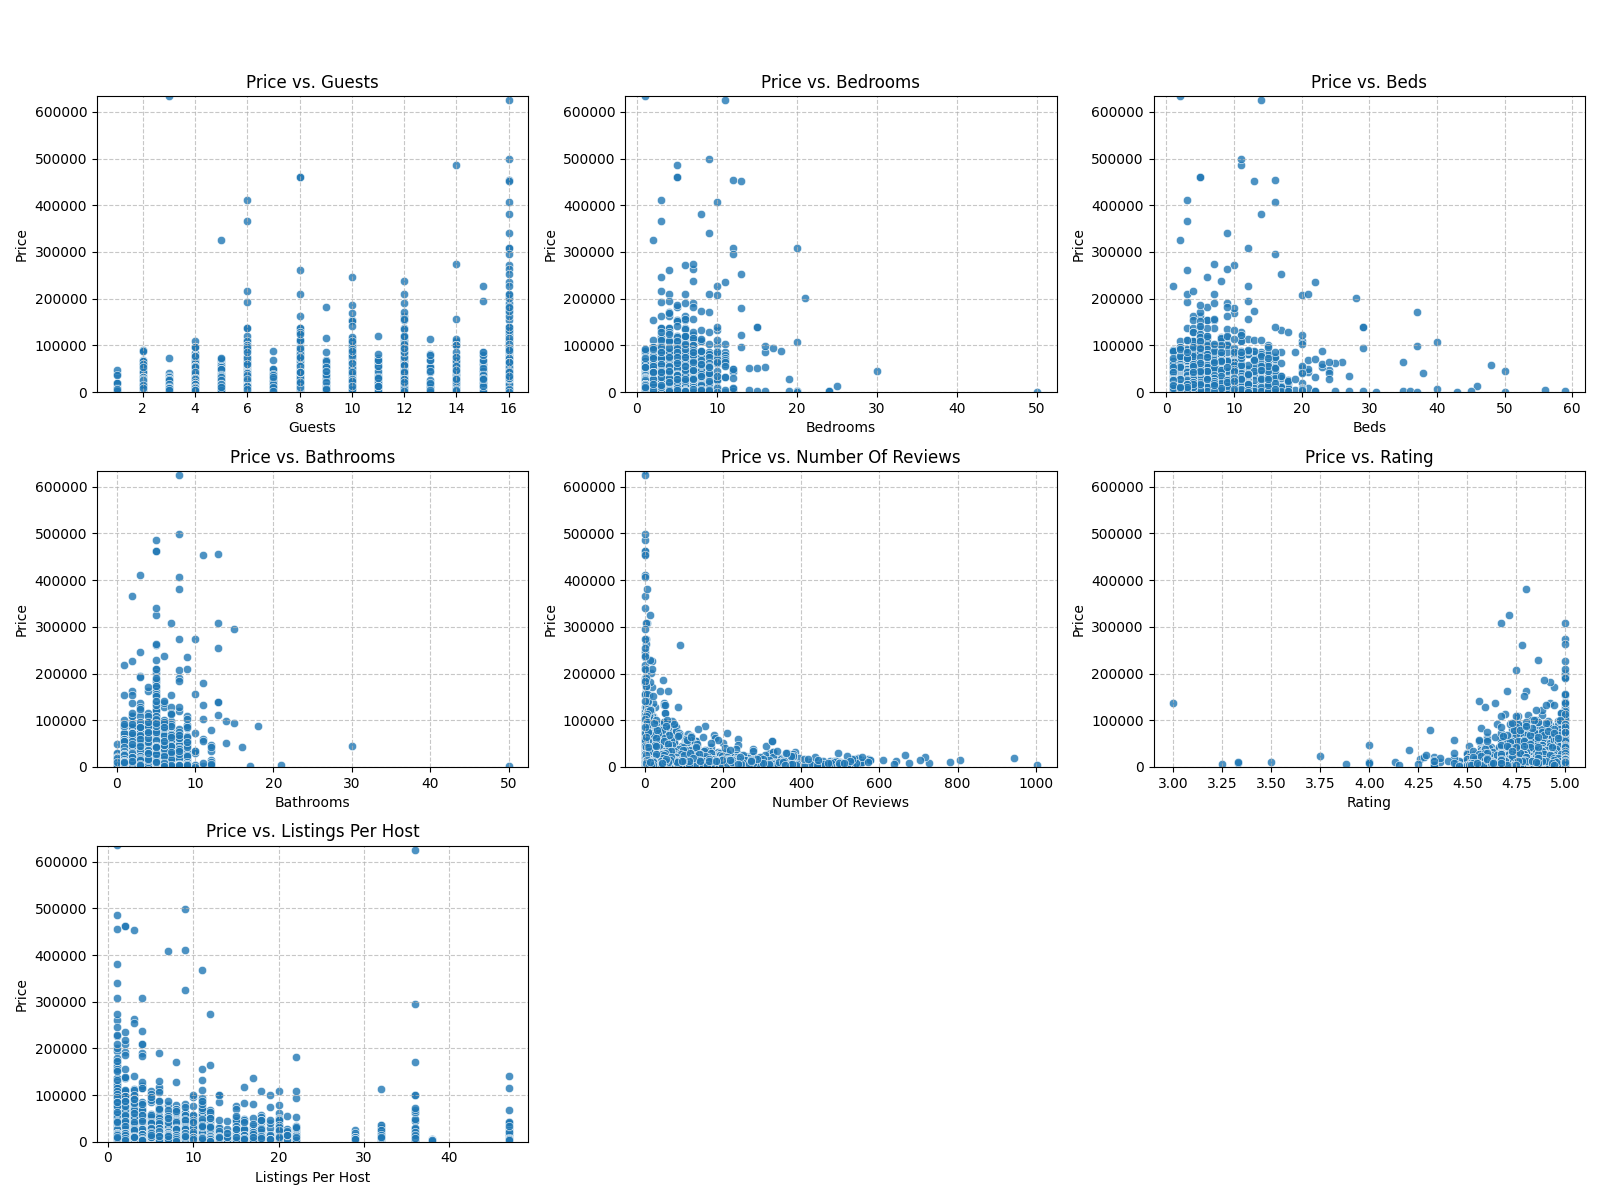 Price vs. Guests
Price
600000
500000
400000
300000
200000
100000
0
2 4 6 8 10 12 14 16
Guests
Price vs. Bedrooms
Price
600000
500000
400000
300000
200000
100000
0
0 10 20 30 40 50
Bedrooms
Price vs. Beds
Price
600000
500000
400000
300000
200000
100000
0
0 10 20 30 40 50 60
Beds
Price vs. Bathrooms
Price
600000
500000
400000
300000
200000
100000
0
0 10 20 30 40 50
Bathrooms
Price vs. Number Of Reviews
Price
600000
500000
400000
300000
200000
100000
0
0 200 400 600 800 1000
Number Of Reviews
Price vs. Rating
Price
600000
500000
400000
300000
200000
100000
0
3.00 3.25 3.50 3.75 4.00 4.25 4.50 4.75 5.00
Rating
Price vs. Listings Per Host
Price
600000
500000
400000
300000
200000
100000
0
0 10 20 30 40
Listings Per Host